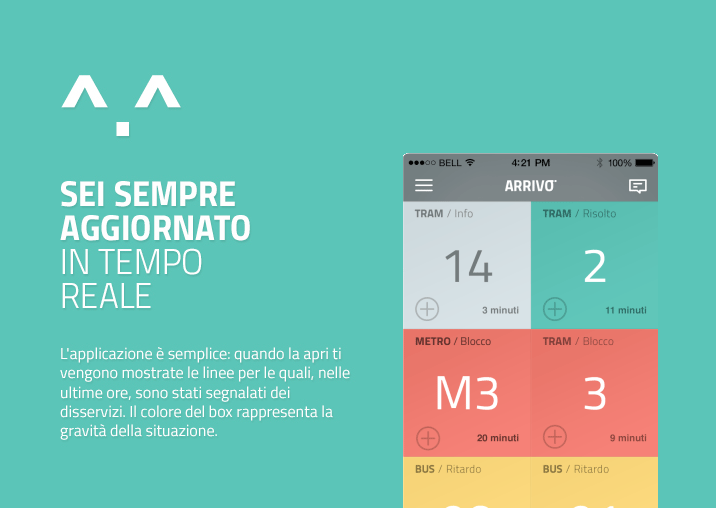 SEI SEMPRE
AGGIORNATO
IN TEMPO
REALE
L'applicazione è semplice: quando la apri ti
vengono mostrate le linee per le quali, nelle
ultime ore, sono stati segnalati dei
disservizi. Il colore del box rappresenta la
gravità della situazione.
BELL 4:21 PM 100%
ARRIVO
TRAM / Info
14
3 minuti
TRAM / Risolto
2
11 minuti
METRO / Blocco
M3
20 minuti
TRAM / Blocco
3
9 minuti
BUS / Ritardo
BUS / Ritardo